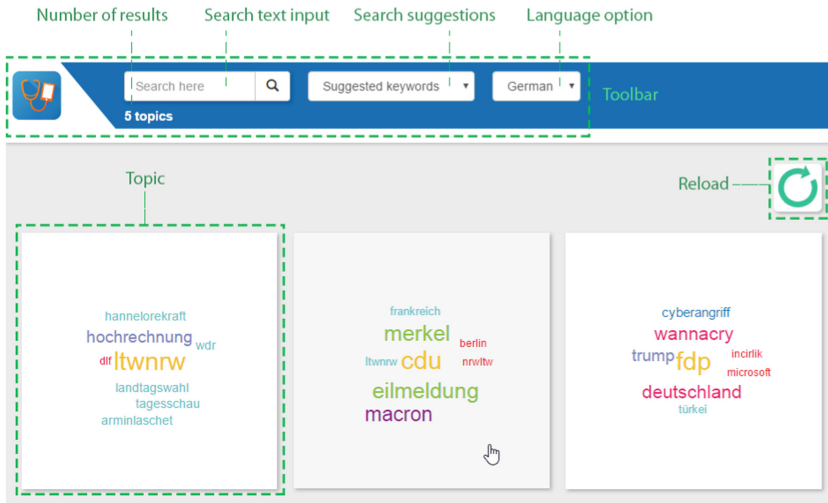 Number of results Search text input Search suggestions Language option
Search here Suggested keywords German Toolbar
5 topics
Topic Reload
hannelorekraft
hochrechnung wdr
dlf ltwnrw
landtagswahl
tagesschau
arminlaschet
frankreich
merkel berlin
ltwnrw cdu nrwltw
eilmeldung
macron
cyberangriff
wannacry
trump fdp incirlik
microsoft
deutschland
türkei